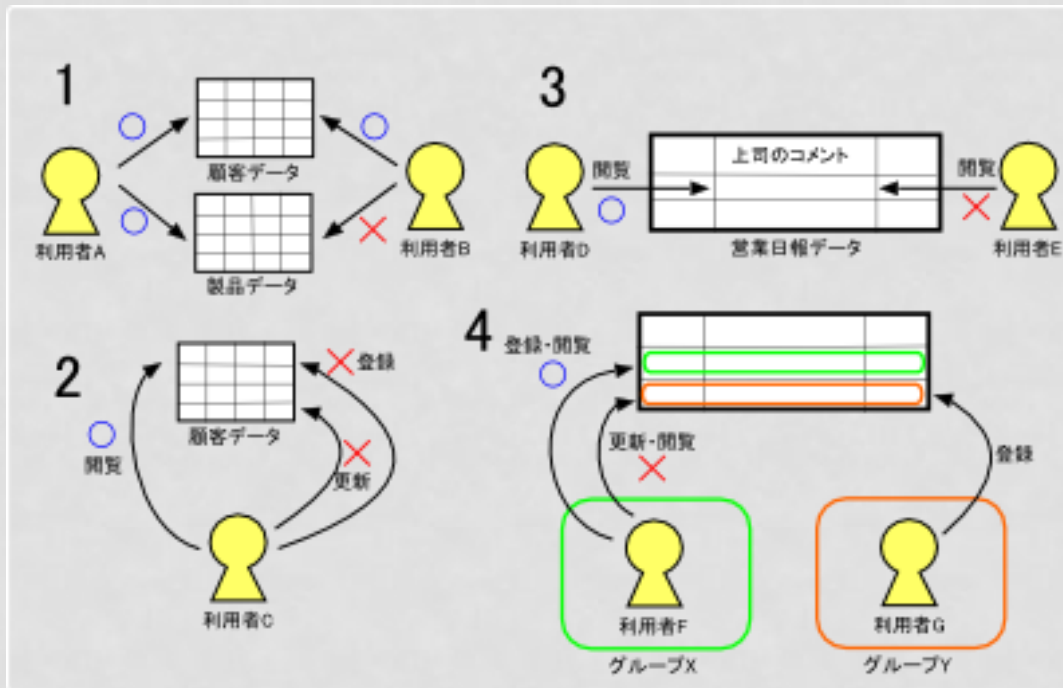 1
顧客データ
製品データ
利用者A
利用者B
2
登録
顧客データ
閲覧
更新
利用者C
3
上司のコメント
閲覧
閲覧
利用者D
営業日報データ
利用者E
4
登録・閲覧
更新・閲覧
登録
利用者F
利用者G
グループX
グループY